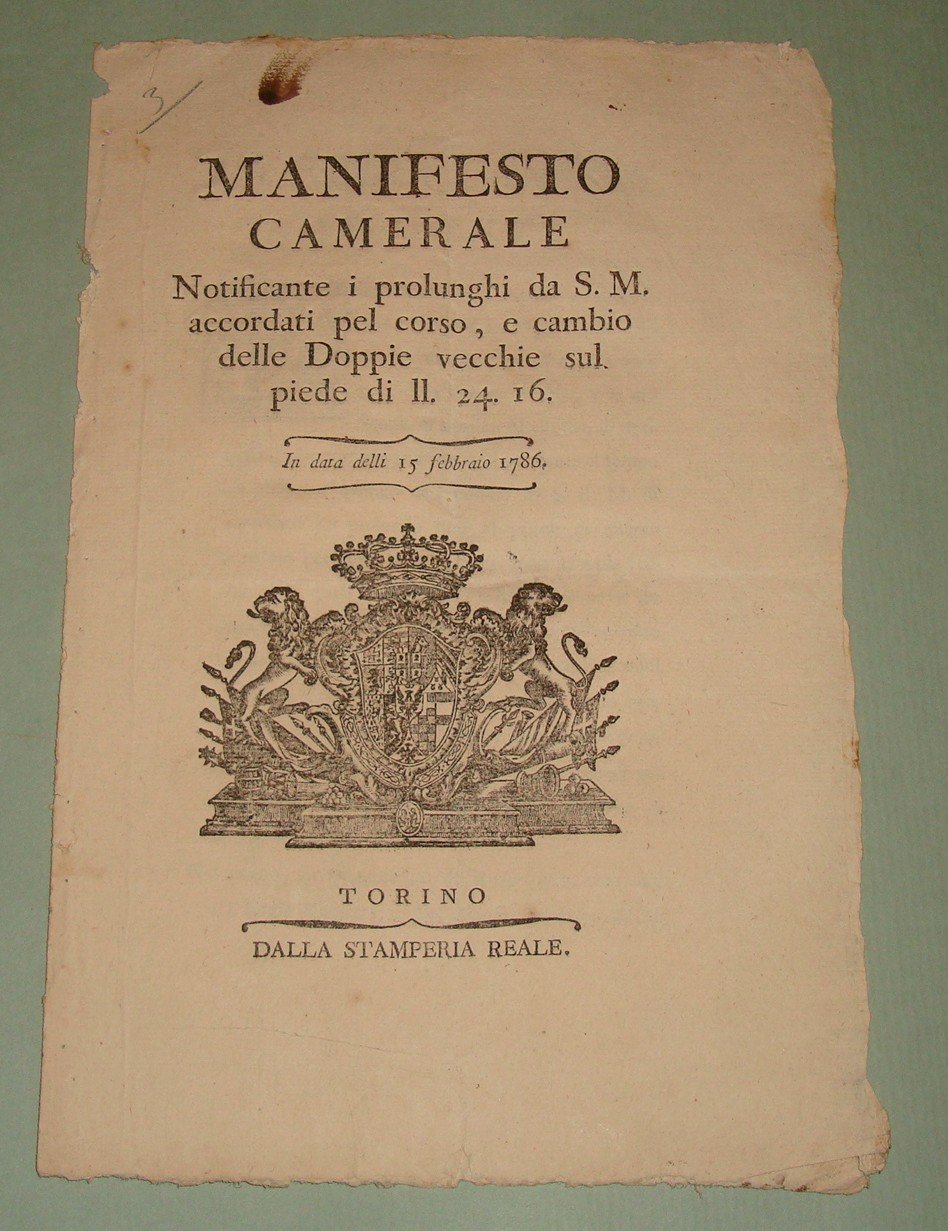 3
MANIFESTO
CAMERALE
Notificante i prolunghi da S. M.
accordati pel corso, e cambio
delle Doppie vecchie sul
piede di ll. 24. 16.
In data delli 15 febbraio 1786.
TORINO
DALLA STAMPERIA REALE.